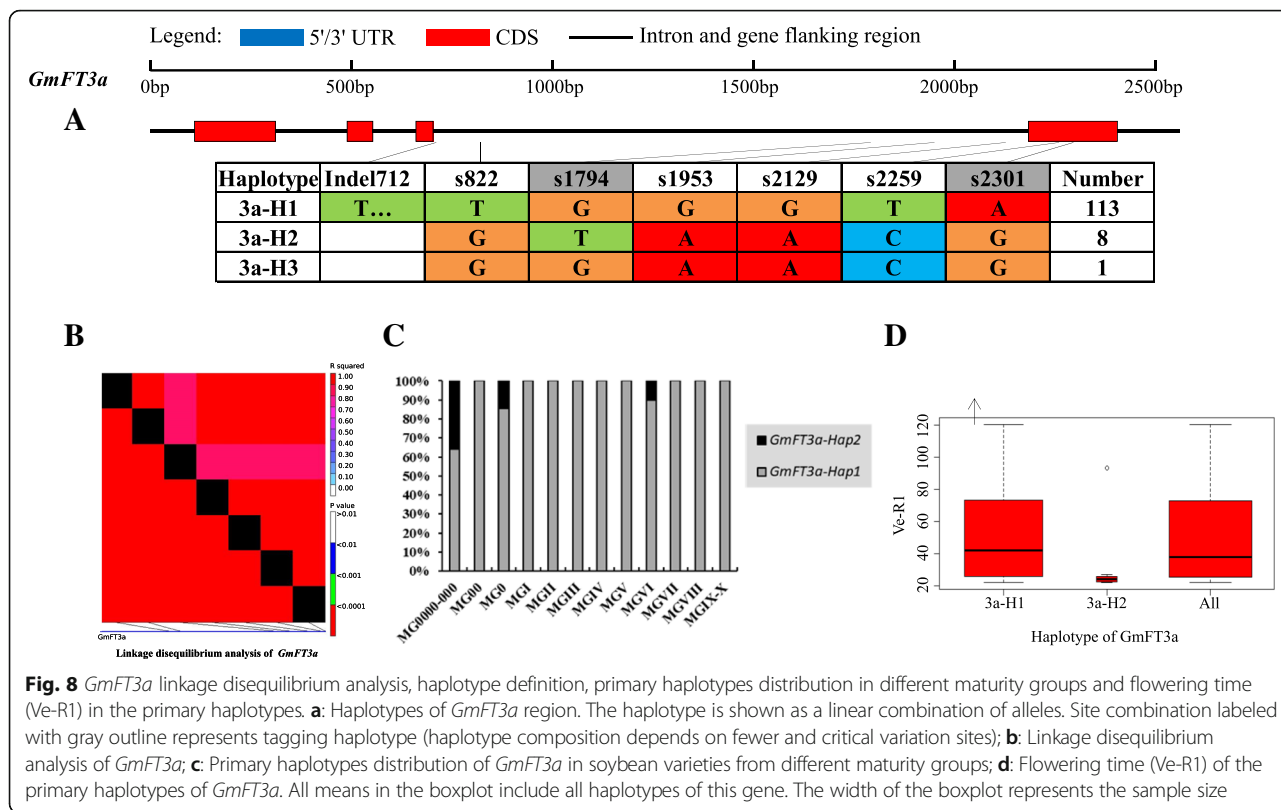 Legend: 5'/3' UTR CDS Intron and gene flanking region
GmFT3a
0bp 500bp 1000bp 1500bp 2000bp 2500bp
A
Haplotype Indel712 s822 s1794 s1953 s2129 s2259 s2301 Number
3a-H1 T... T G G G T A 113
3a-H2 G T A A C G 8
3a-H3 G G A A C G 1
B
R squared
1.00
0.90
0.80
0.70
0.60
0.50
0.40
0.30
0.20
0.10
0.00
P value
>0.01
<0.01
<0.001
<0.0001
GmFT3a
Linkage disequilibrium analysis of GmFT3a
C
100%
90%
80%
70%
60%
50%
40%
30%
20%
10%
0%
MG0000-000 MG00 MG0 MGI MGII MGIII MGIV MGV MGVI MGVII MGVIII MGIX-X
GmFT3a-Hap2
GmFT3a-Hap1
D
Ve-R1
120
100
80
60
40
20
3a-H1 3a-H2 All
Haplotype of GmFT3a
Fig. 8 GmFT3a linkage disequilibrium analysis, haplotype definition, primary haplotypes distribution in different maturity groups and flowering time
(Ve-R1) in the primary haplotypes. a: Haplotypes of GmFT3a region. The haplotype is shown as a linear combination of alleles. Site combination labeled
with gray outline represents tagging haplotype (haplotype composition depends on fewer and critical variation sites); b: Linkage disequilibrium
analysis of GmFT3a; c: Primary haplotypes distribution of GmFT3a in soybean varieties from different maturity groups; d: Flowering time (Ve-R1) of the
primary haplotypes of GmFT3a. All means in the boxplot include all haplotypes of this gene. The width of the boxplot represents the sample size